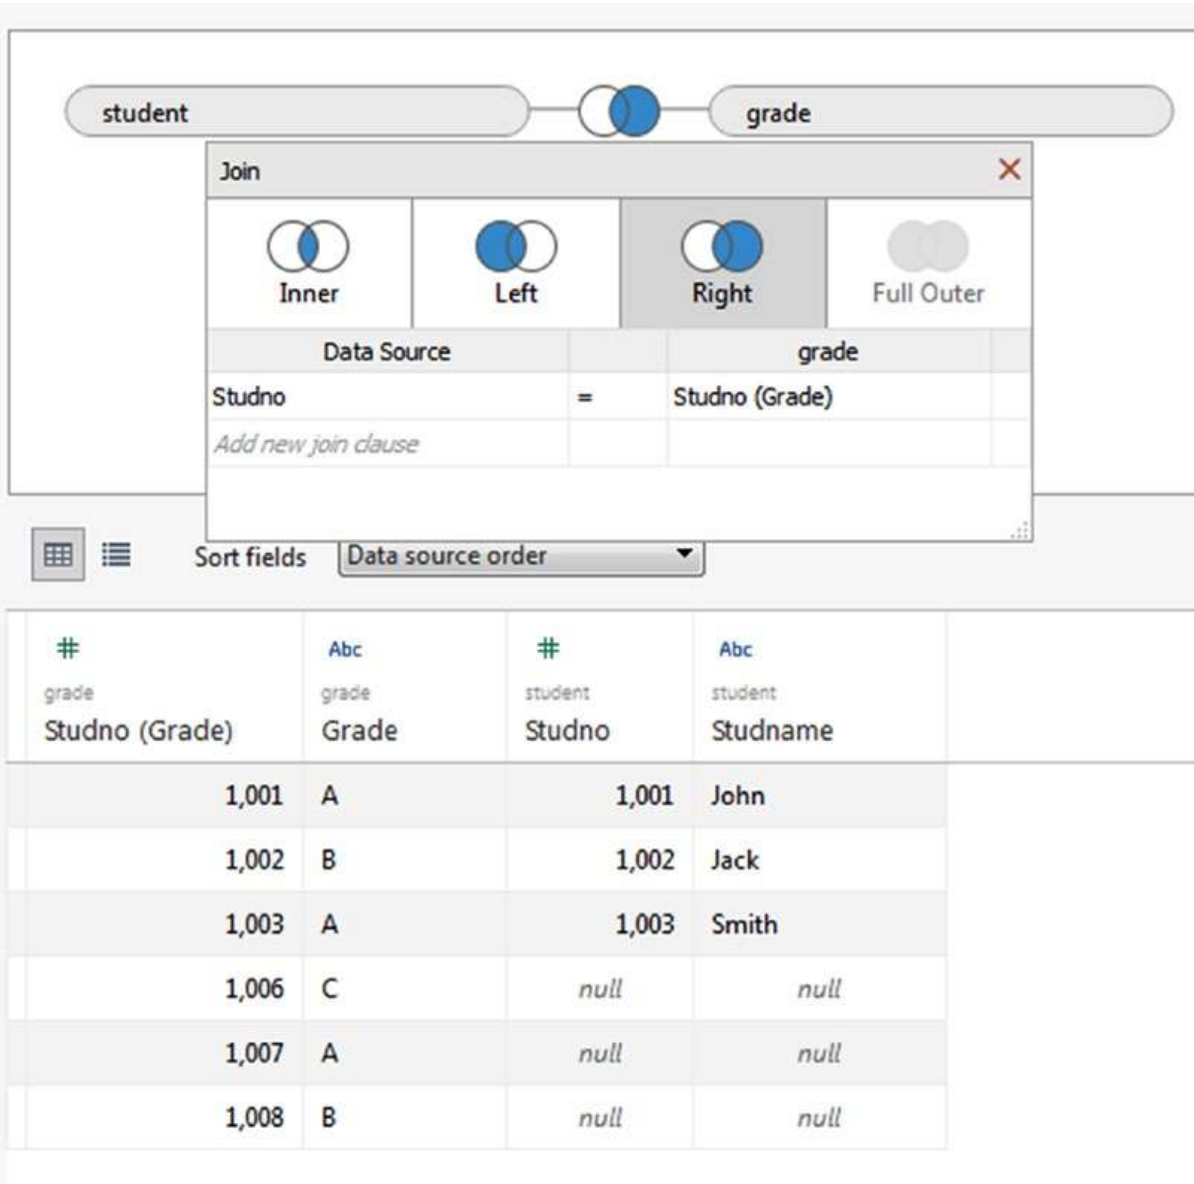 student grade
Join
Inner Left Right Full Outer
Data Source grade
Studno = Studno (Grade)
Add new join clause
Sort fields Data source order
# Abc # Abc
grade grade student student
Studno (Grade) Grade Studno Studname
1,001 A 1,001 John
1,002 B 1,002 Jack
1,003 A 1,003 Smith
1,006 C null null
1,007 A null null
1,008 B null null